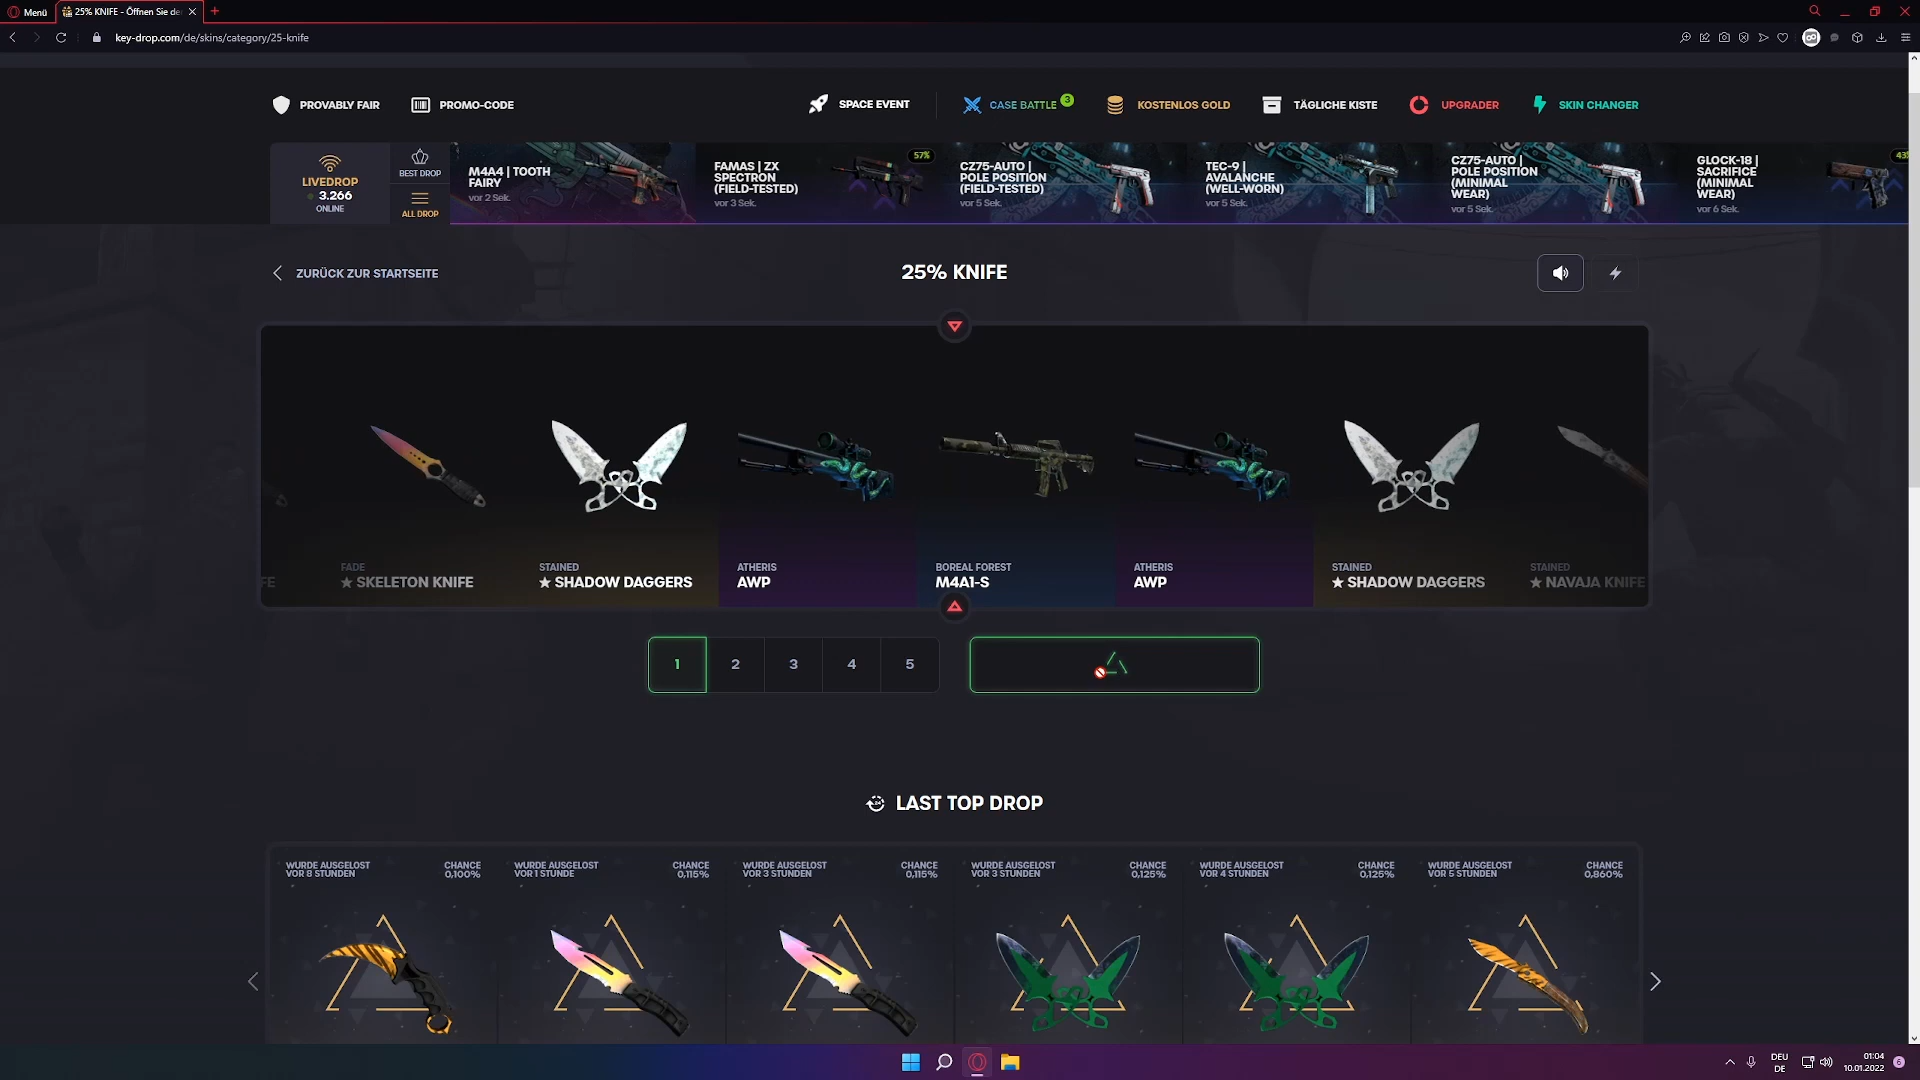 Menü
25% KNIFE - Öffnen Sie de
key-drop.com/de/skins/category/25-knife
PROVABLY FAIR
PROMO-CODE
SPACE EVENT
CASE BATTLE
3
KOSTENLOS GOLD
TÄGLICHE KISTE
UPGRADER
SKIN CHANGER
LIVEDROP
3.266
ONLINE
BEST DROP
ALL DROP
M4A4 | TOOTH
FAIRY
vor 2 Sek.
FAMAS | ZX
SPECTRON
(FIELD-TESTED)
vor 3 Sek.
57%
CZ75-AUTO |
POLE POSITION
(FIELD-TESTED)
vor 5 Sek.
TEC-9 |
AVALANCHE
(WELL-WORN)
vor 5 Sek.
CZ75-AUTO |
POLE POSITION
(MINIMAL
WEAR)
vor 5 Sek.
GLOCK-18 |
SACRIFICE
(MINIMAL
WEAR)
vor 6 Sek.
43
ZURÜCK ZUR STARTSEITE
25% KNIFE
FE
FADE
★ SKELETON KNIFE
STAINED
★ SHADOW DAGGERS
ATHERIS
AWP
BOREAL FOREST
M4A1-S
ATHERIS
AWP
STAINED
★ SHADOW DAGGERS
STAINED
★ NAVAJA KNIFE
1
2
3
4
5
LAST TOP DROP
WURDE AUSGELOST
VOR 8 STUNDEN
CHANCE
0,100%
WURDE AUSGELOST
VOR 1 STUNDE
CHANCE
0,115%
WURDE AUSGELOST
VOR 3 STUNDEN
CHANCE
0,115%
WURDE AUSGELOST
VOR 3 STUNDEN
CHANCE
0,125%
WURDE AUSGELOST
VOR 4 STUNDEN
CHANCE
0,125%
WURDE AUSGELOST
VOR 5 STUNDEN
CHANCE
0,860%
DEU
DE
01:04
10.01.2022
6